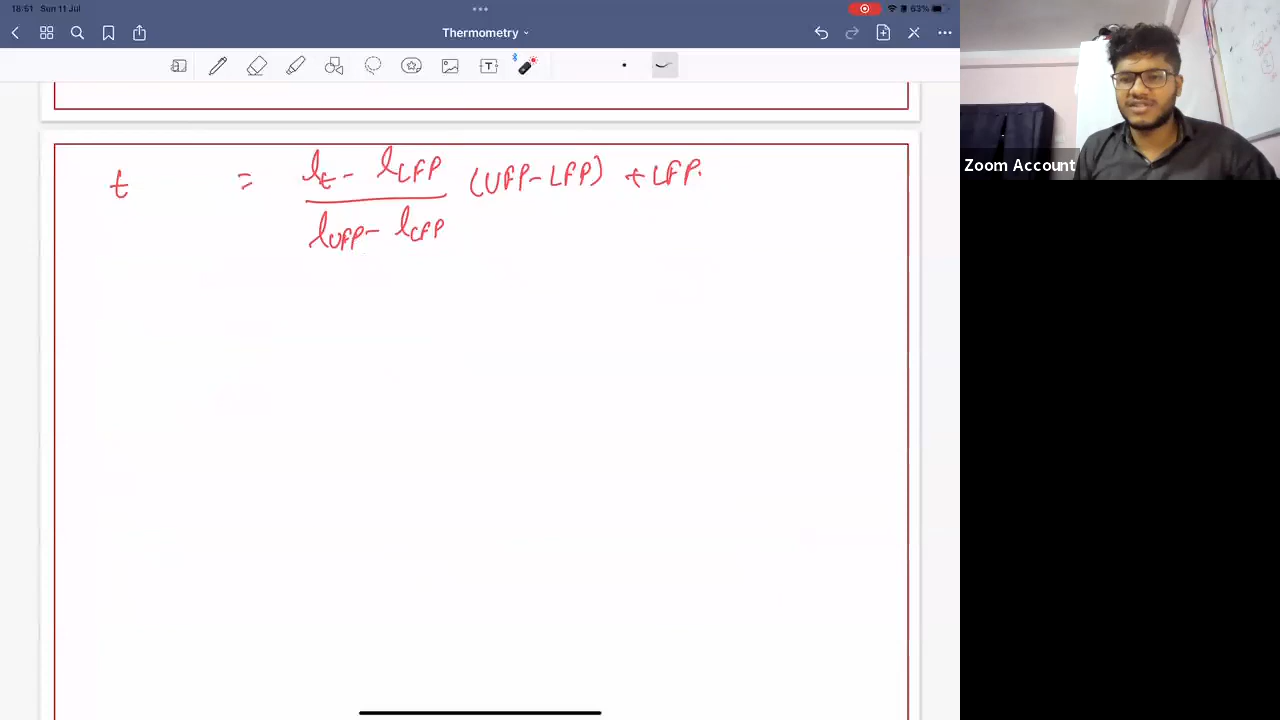 18:51 Sun 11 Jul
63%
Thermometry
T
t = (l_t - l_LFP) / (l_UFP - l_LFP) (UFP - LFP) + LFP.
Zoom Account